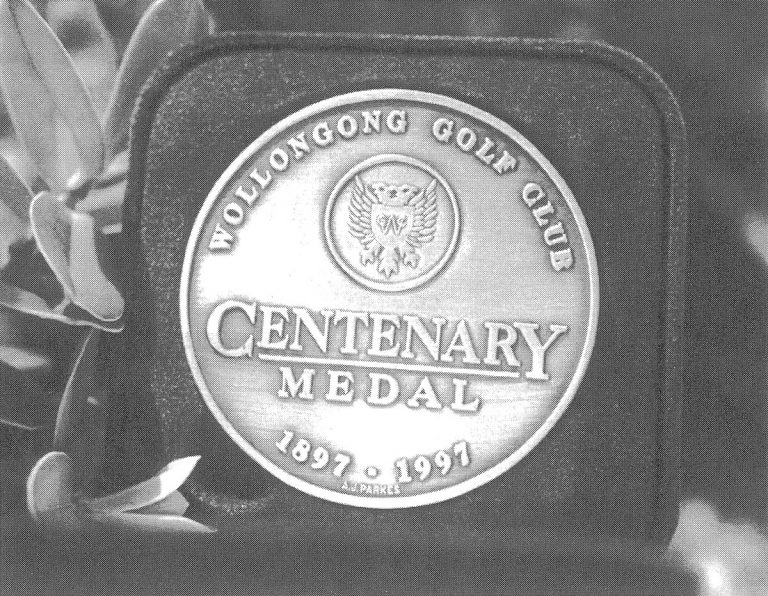 WOLLONGONG GOLF CLUB
CENTENARY
MEDAL
1897 • 1997
A.J. PARKES